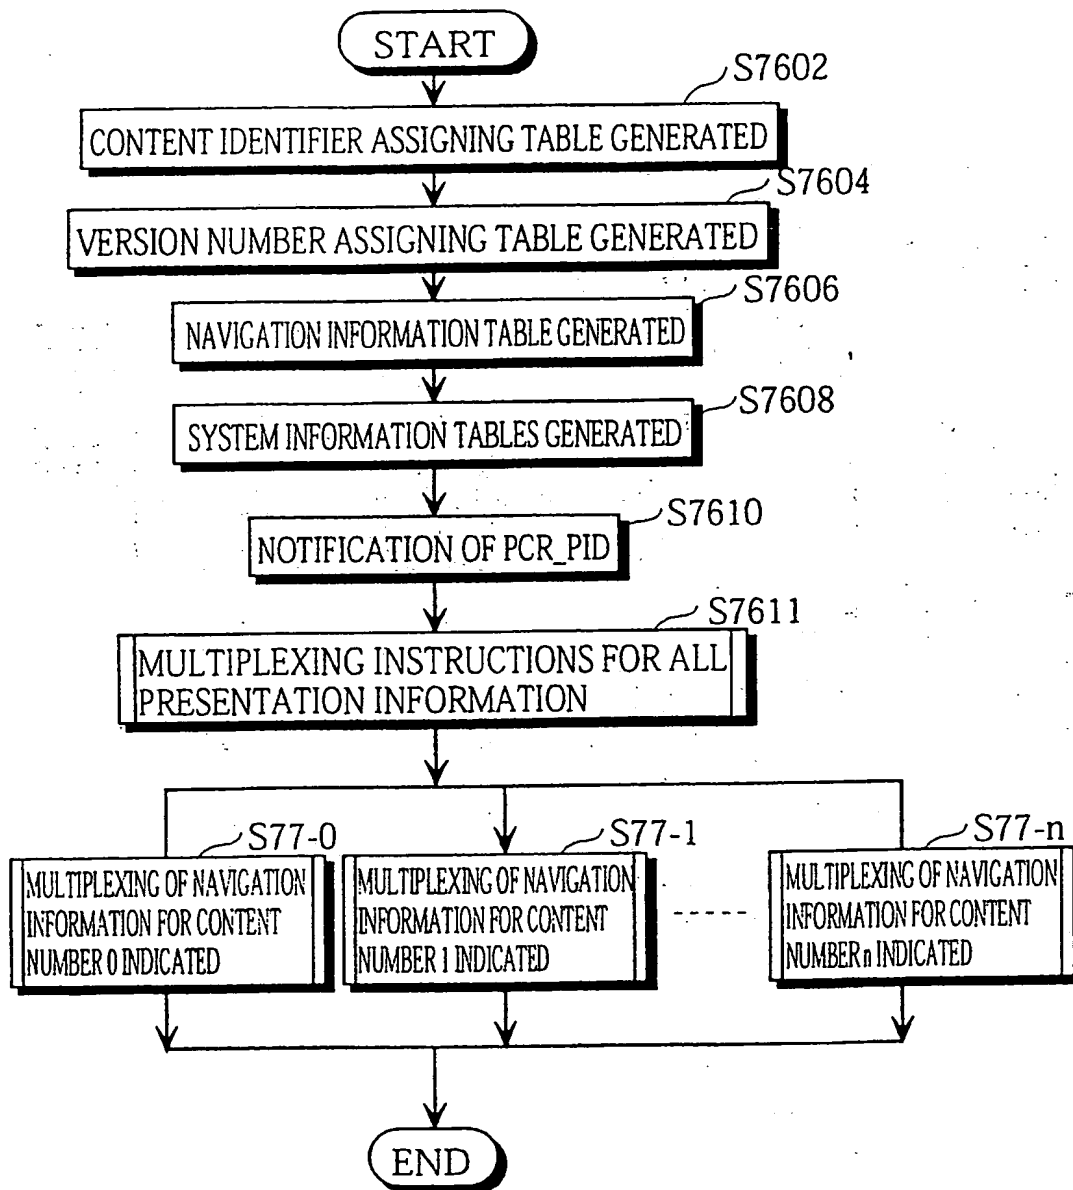 START
S7602
CONTENT IDENTIFIER ASSIGNING TABLE GENERATED
S7604
VERSION NUMBER ASSIGNING TABLE GENERATED
S7606
NAVIGATION INFORMATION TABLE GENERATED
S7608
SYSTEM INFORMATION TABLES GENERATED
S7610
NOTIFICATION OF PCR_PID
S7611
MULTIPLEXING INSTRUCTIONS FOR ALL
PRESENTATION INFORMATION
S77-0
MULTIPLEXING OF NAVIGATION
INFORMATION FOR CONTENT
NUMBER 0 INDICATED
S77-1
MULTIPLEXING OF NAVIGATION
INFORMATION FOR CONTENT
NUMBER 1 INDICATED
S77-n
MULTIPLEXING OF NAVIGATION
INFORMATION FOR CONTENT
NUMBER n INDICATED
END